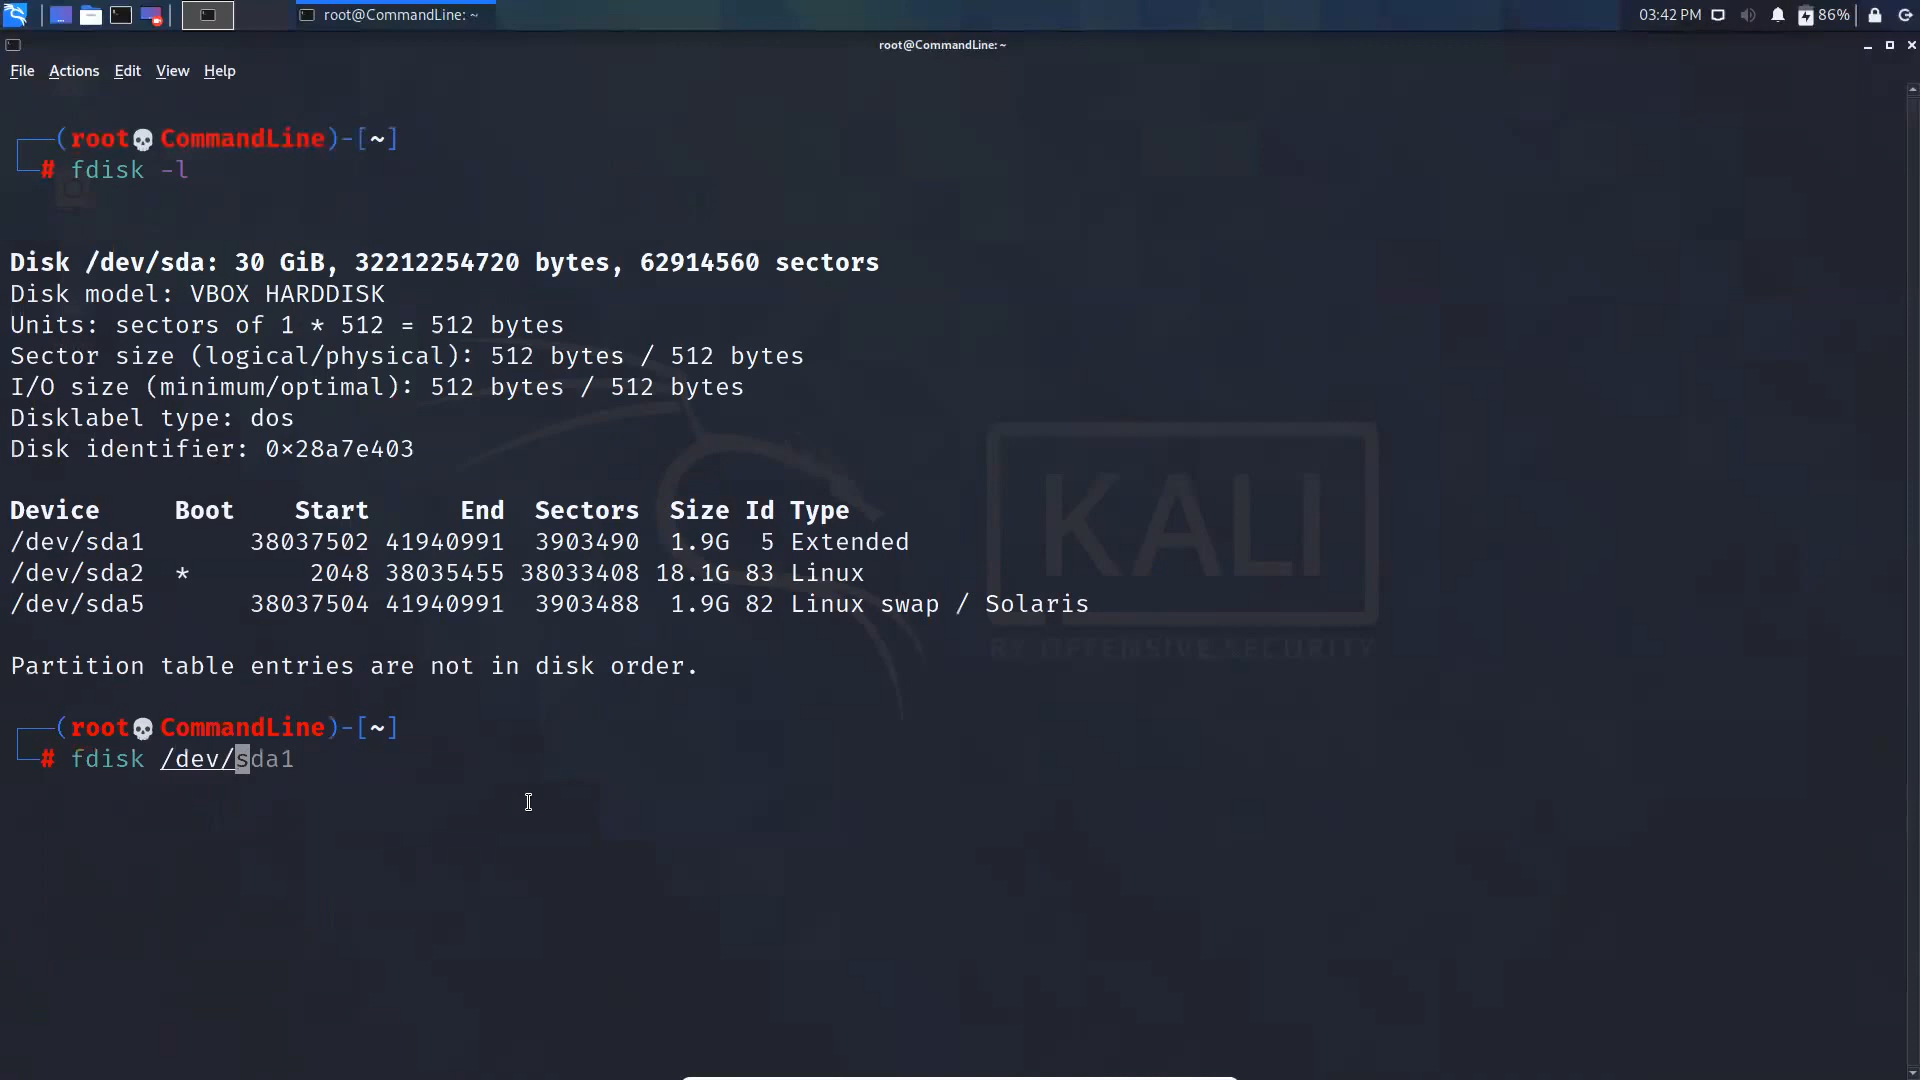 root@CommandLine: ~
03:42 PM
86%
root@CommandLine: ~
File Actions Edit View Help
┌──(root💀CommandLine)-[~]
└─# fdisk -l
Disk /dev/sda: 30 GiB, 32212254720 bytes, 62914560 sectors
Disk model: VBOX HARDDISK
Units: sectors of 1 * 512 = 512 bytes
Sector size (logical/physical): 512 bytes / 512 bytes
I/O size (minimum/optimal): 512 bytes / 512 bytes
Disklabel type: dos
Disk identifier: 0×28a7e403
Device Boot Start End Sectors Size Id Type
/dev/sda1 38037502 41940991 3903490 1.9G 5 Extended
/dev/sda2 * 2048 38035455 38033408 18.1G 83 Linux
/dev/sda5 38037504 41940991 3903488 1.9G 82 Linux swap / Solaris
Partition table entries are not in disk order.
┌──(root💀CommandLine)-[~]
└─# fdisk /dev/sda1
KALI
BY OFFENSIVE SECURITY